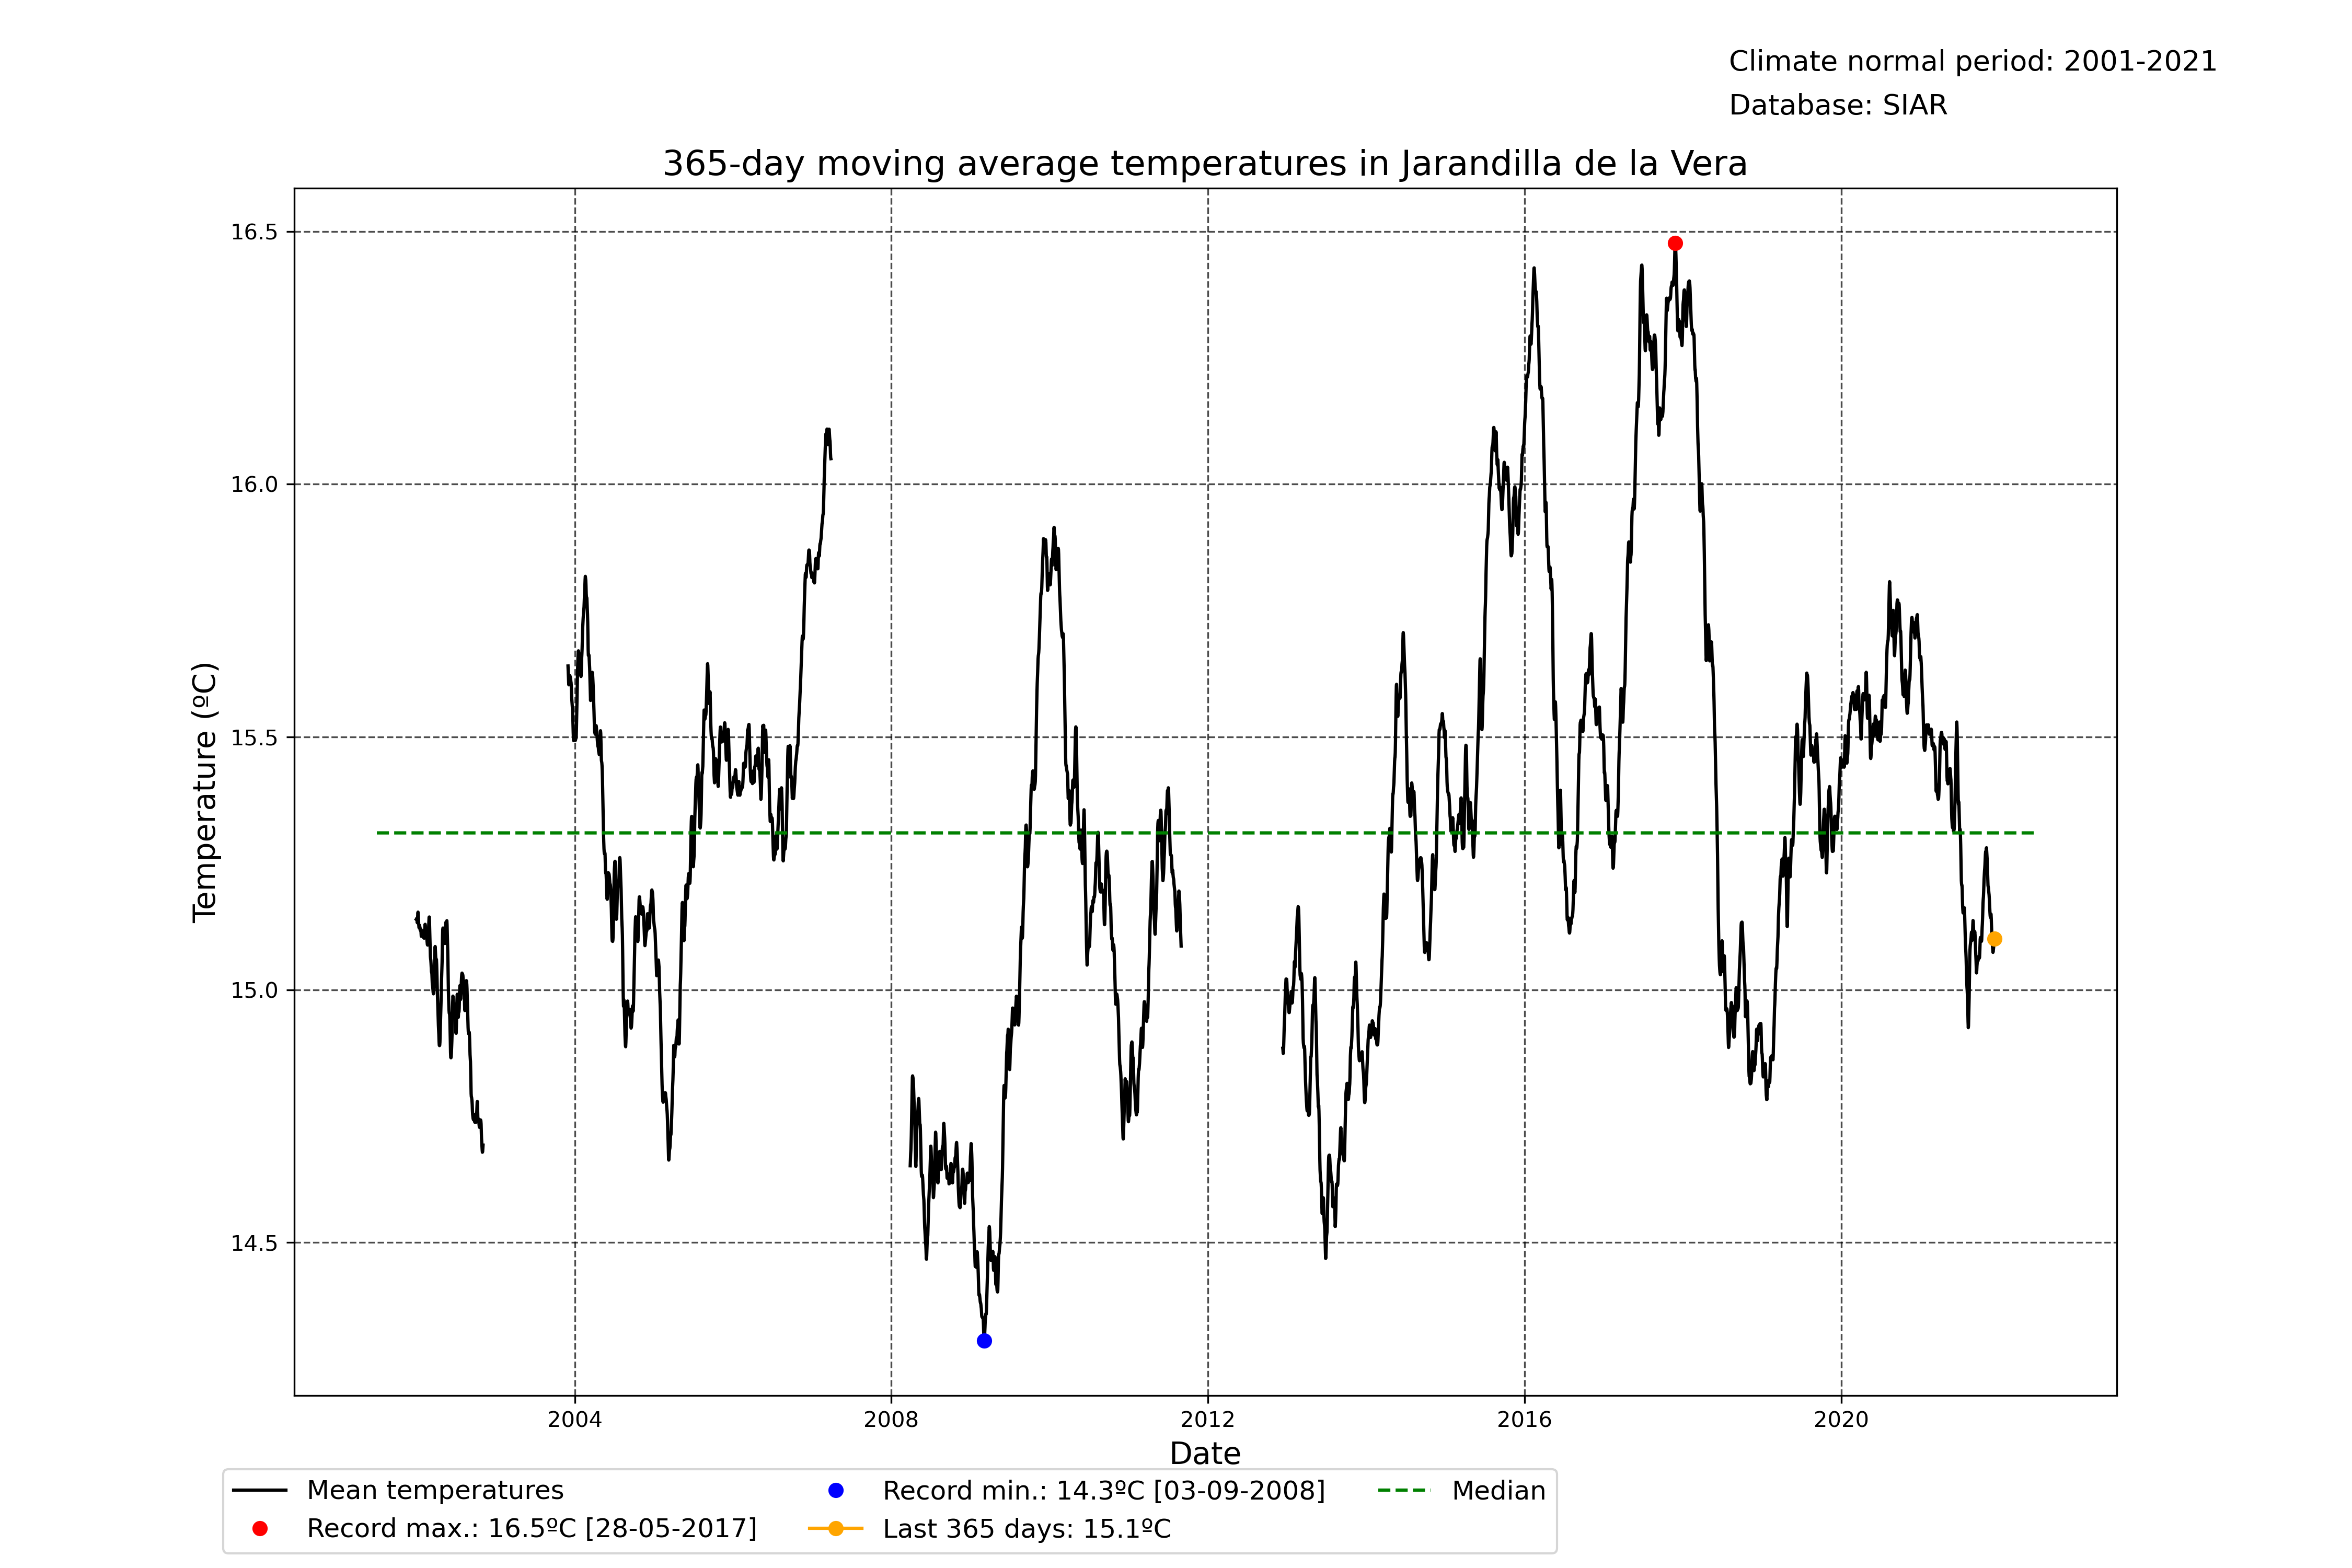 Climate normal period: 2001-2021
Database: SIAR
365-day moving average temperatures in Jarandilla de la Vera
16.5
16.0
15.5
15.0
14.5
Temperature (ºC)
2004 2008 2012 2016 2020
Date
Mean temperatures
Record max.: 16.5ºC [28-05-2017]
Record min.: 14.3ºC [03-09-2008]
Last 365 days: 15.1ºC
Median